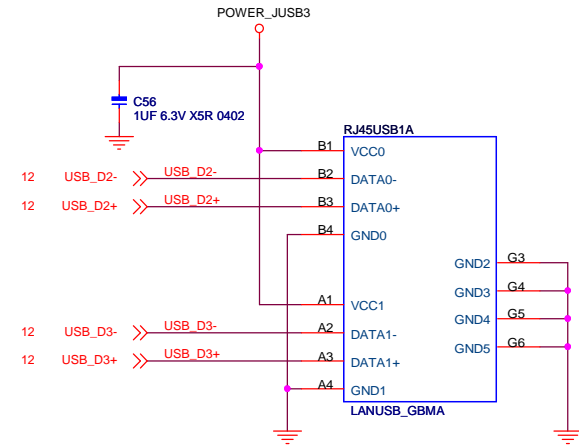 POWER_JUSB3
C56
1UF 6.3V X5R 0402
RJ45USB1A
B1 VCC0
12 USB_D2- USB_D2- B2 DATA0-
12 USB_D2+ USB_D2+ B3 DATA0+
B4 GND0
GND2 G3
GND3 G4
A1 VCC1
GND4 G5
12 USB_D3- USB_D3- A2 DATA1-
GND5 G6
12 USB_D3+ USB_D3+ A3 DATA1+
A4 GND1
LANUSB_GBMA